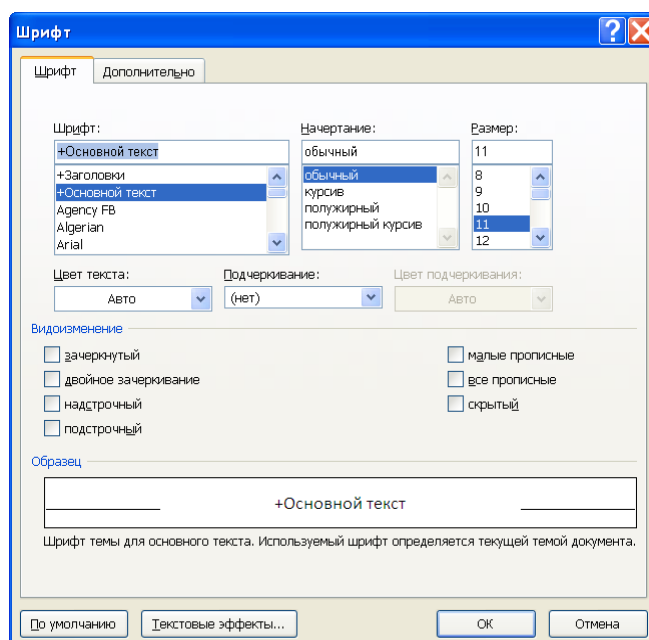 Шрифт
Шрифт Дополнительно
Шрифт: Начертание: Размер:
+Основной текст обычный 11
+Заголовки обычный 8
+Основной текст курсив 9
Agency FB полужирный 10
Algerian полужирный курсив 11
Arial 12
Цвет текста: Подчеркивание: Цвет подчеркивания:
Авто (нет) Авто
Видоизменение
зачеркнутый малые прописные
двойное зачеркивание все прописные
надстрочный скрытый
подстрочный
Образец
+Основной текст
Шрифт темы для основного текста. Используемый шрифт определяется текущей темой документа.
По умолчанию Текстовые эффекты... ОК Отмена